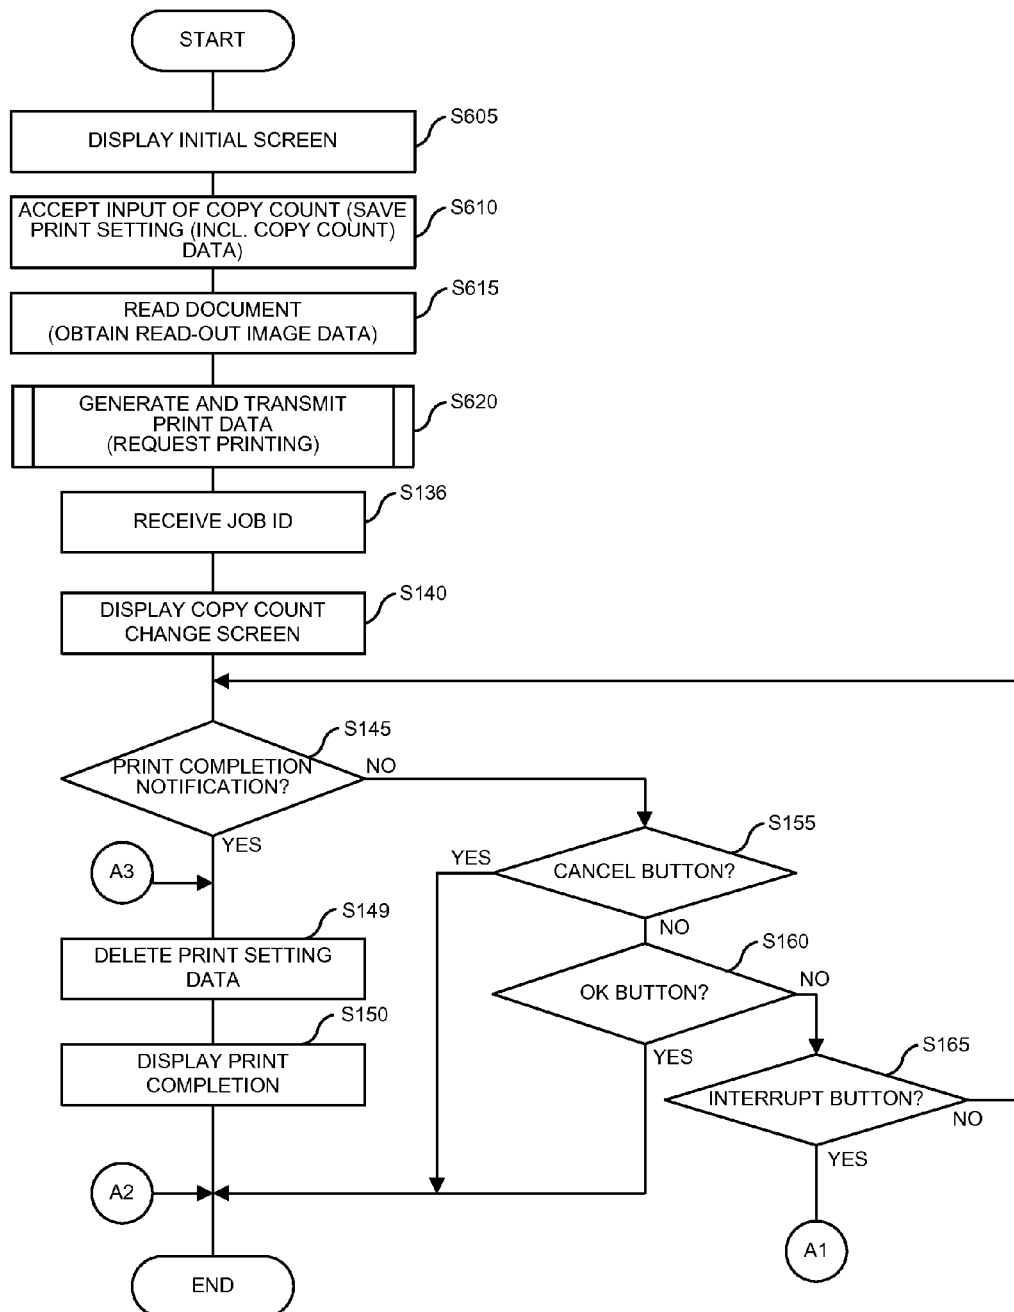 START
S605
DISPLAY INITIAL SCREEN
S610
ACCEPT INPUT OF COPY COUNT (SAVE
PRINT SETTING (INCL. COPY COUNT)
DATA)
S615
READ DOCUMENT
(OBTAIN READ-OUT IMAGE DATA)
S620
GENERATE AND TRANSMIT
PRINT DATA
(REQUEST PRINTING)
S136
RECEIVE JOB ID
S140
DISPLAY COPY COUNT
CHANGE SCREEN
S145
PRINT COMPLETION
NOTIFICATION?
NO
YES
S155
CANCEL BUTTON?
YES
NO
A3
S149
DELETE PRINT SETTING
DATA
S160
OK BUTTON?
NO
YES
S150
DISPLAY PRINT
COMPLETION
S165
INTERRUPT BUTTON?
NO
YES
A2
A1
END